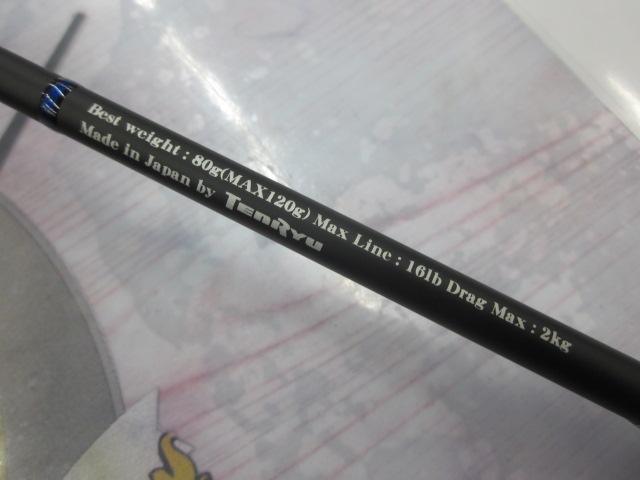 Best weight : 80g(MAX120g) Max Line : 16lb Drag Max : 2kg
Made in Japan by TENRYU